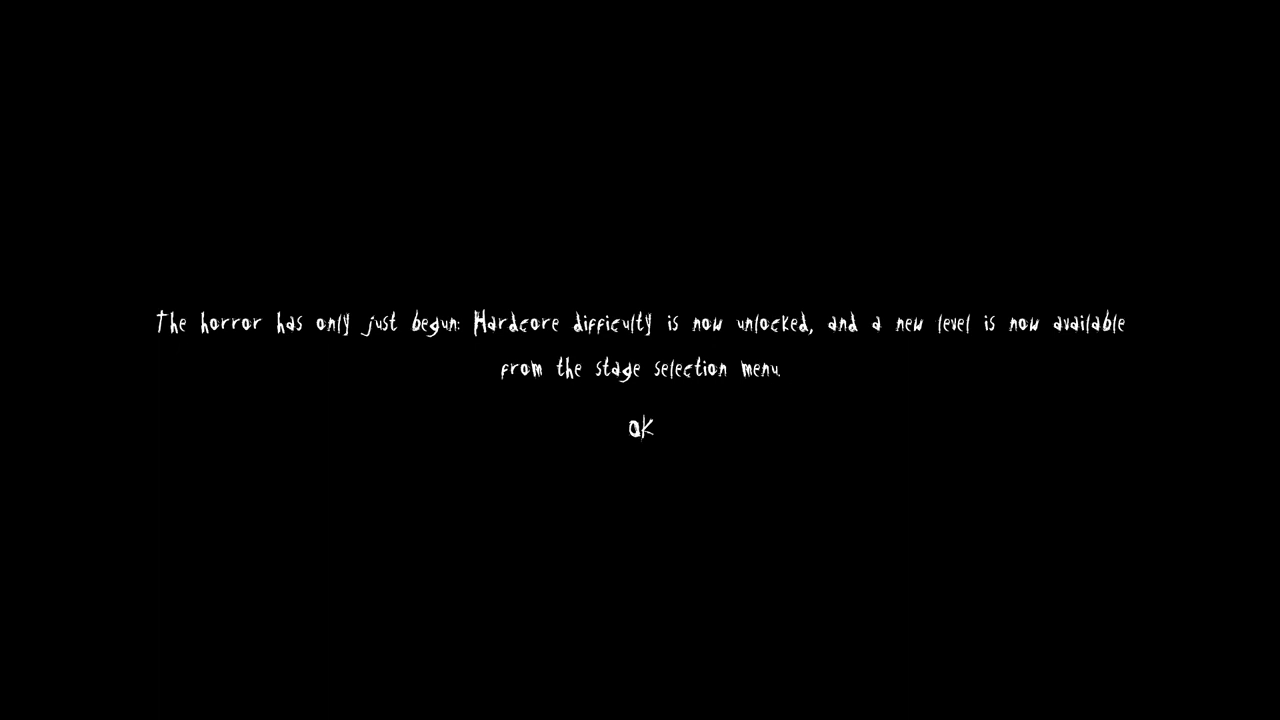 The horror has only just begun: Hardcore difficulty is now unlocked, and a new level is now available
from the stage selection menu.
OK